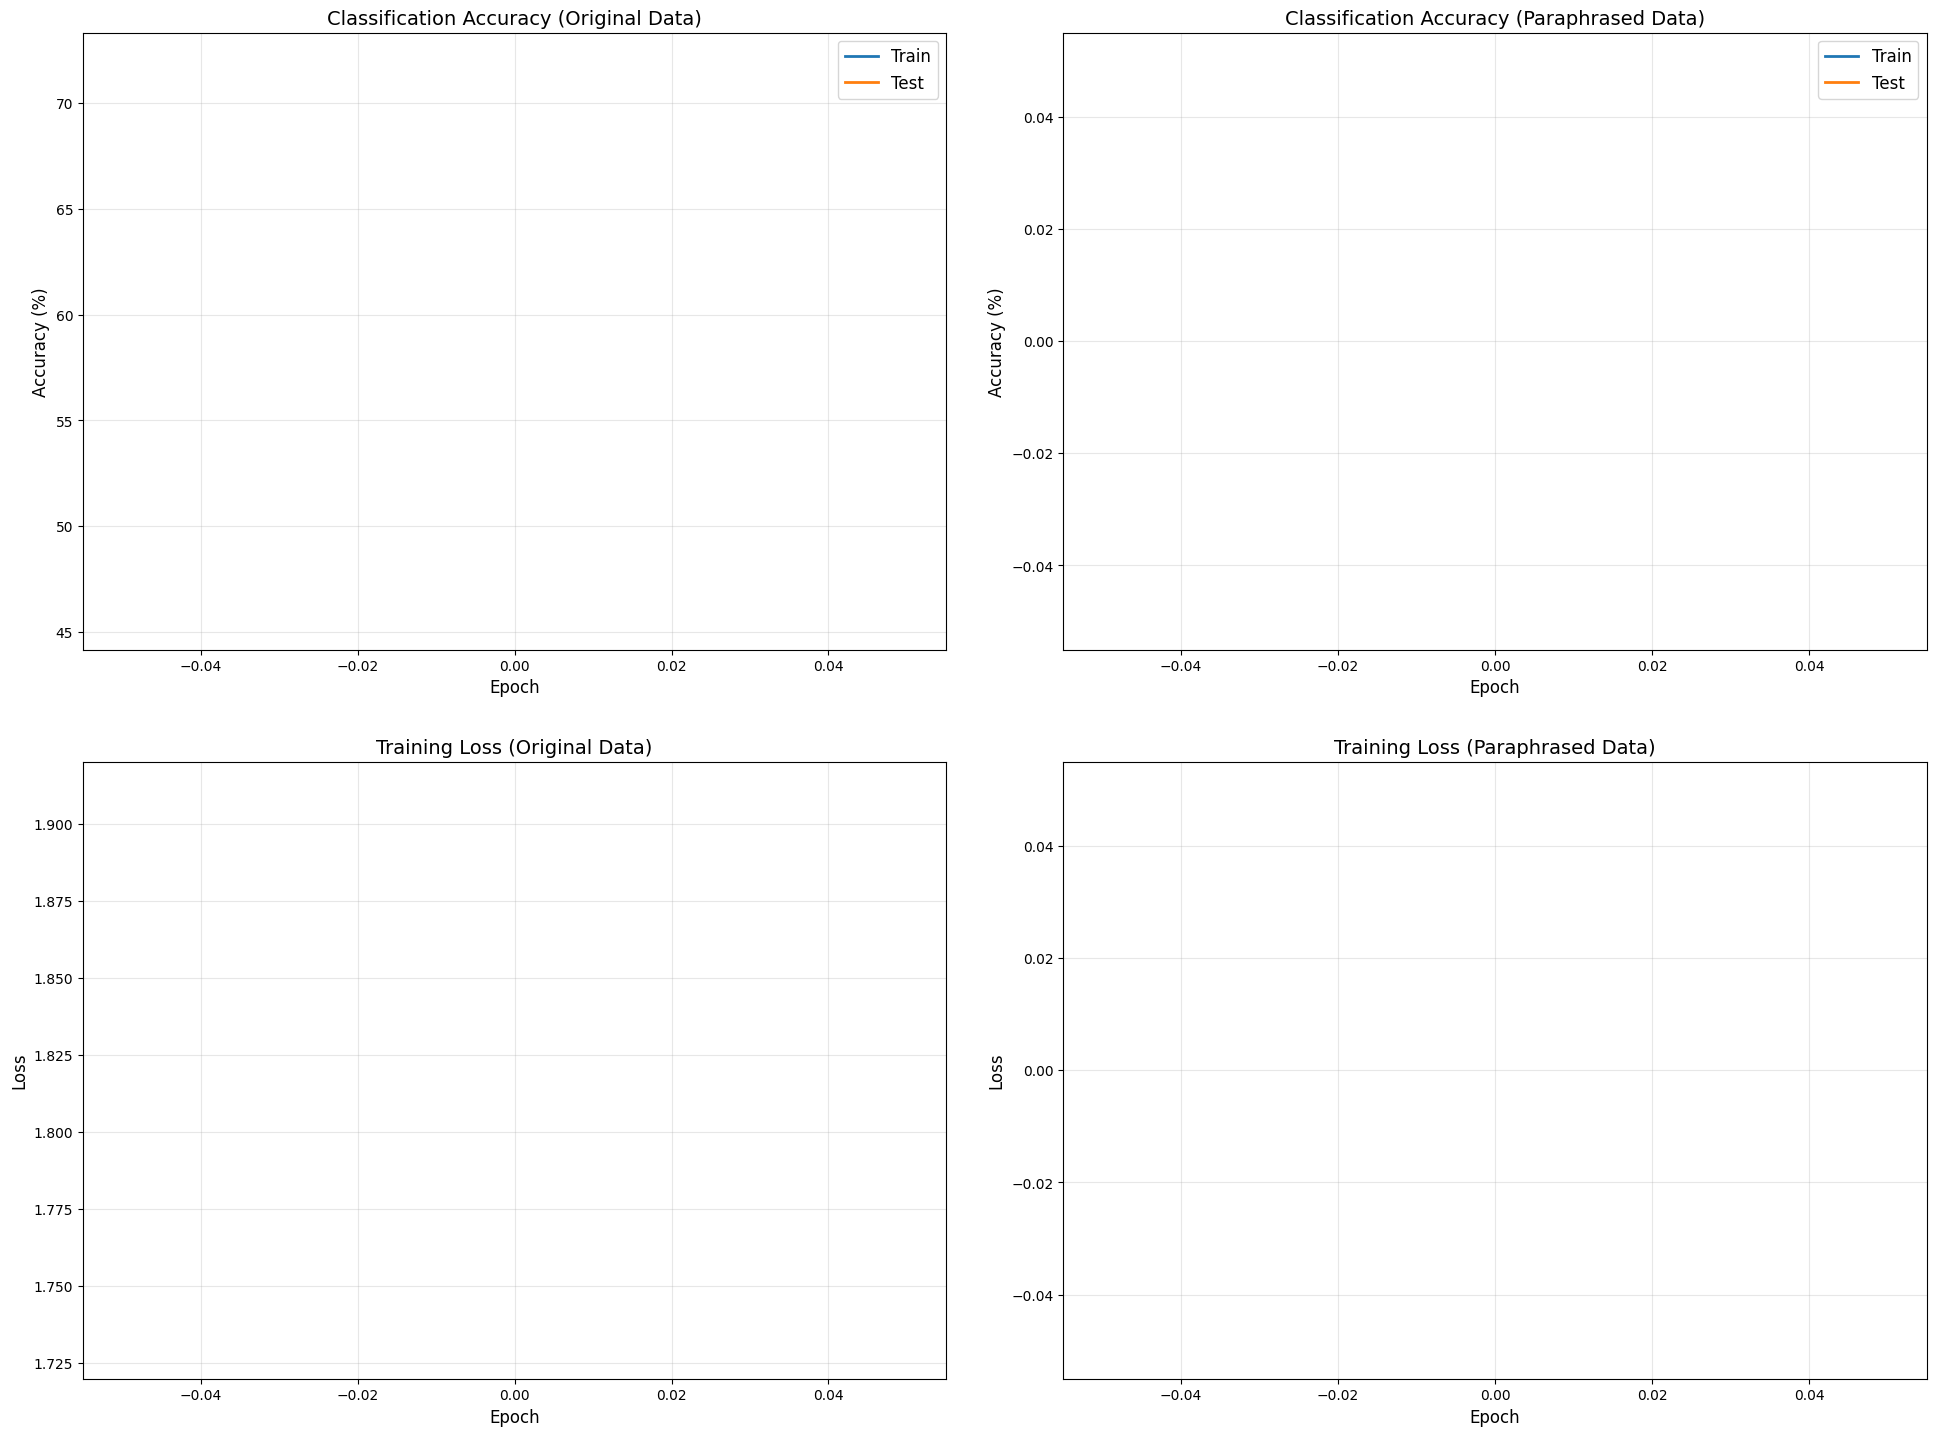 Classification Accuracy (Original Data)
Train
Test
Accuracy (%)
70
65
60
55
50
45
−0.04 −0.02 0.00 0.02 0.04
Epoch
Classification Accuracy (Paraphrased Data)
Train
Test
Accuracy (%)
0.04
0.02
0.00
−0.02
−0.04
−0.04 −0.02 0.00 0.02 0.04
Epoch
Training Loss (Original Data)
Loss
1.900
1.875
1.850
1.825
1.800
1.775
1.750
1.725
−0.04 −0.02 0.00 0.02 0.04
Epoch
Training Loss (Paraphrased Data)
Loss
0.04
0.02
0.00
−0.02
−0.04
−0.04 −0.02 0.00 0.02 0.04
Epoch